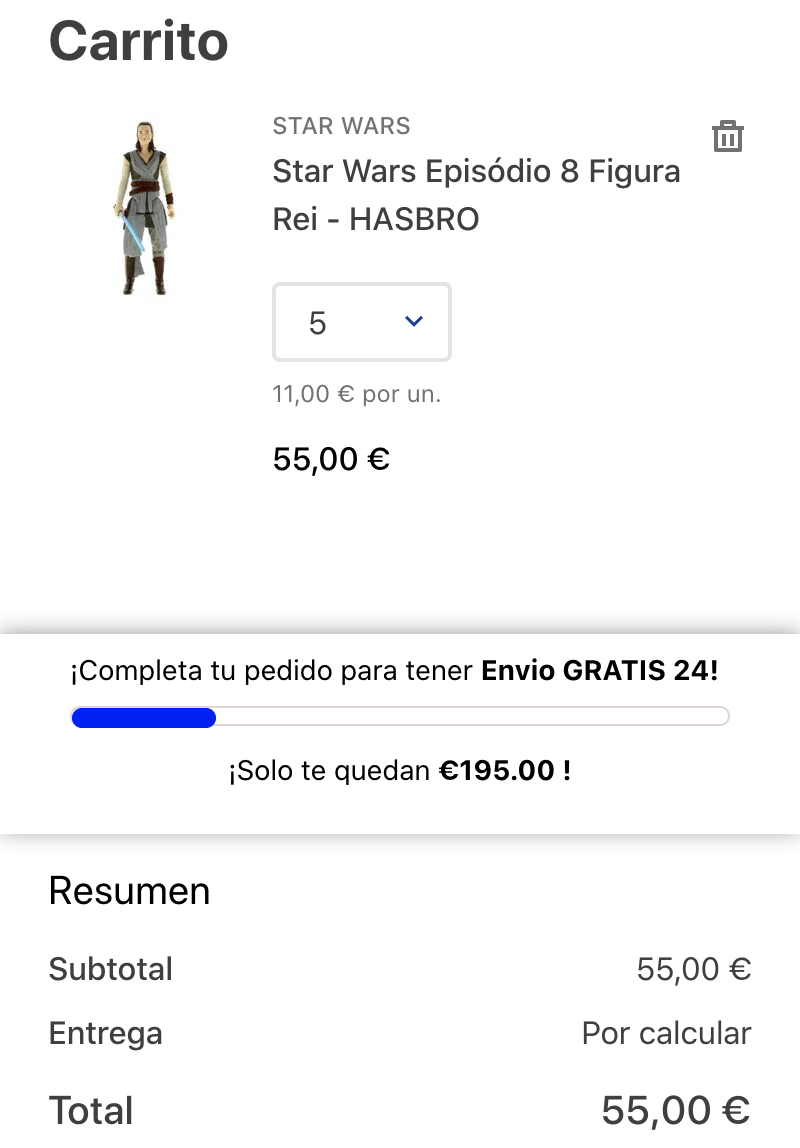 Carrito
STAR WARS
Star Wars Episódio 8 Figura
Rei - HASBRO
5
11,00 € por un.
55,00 €
¡Completa tu pedido para tener Envio GRATIS 24!
¡Solo te quedan €195.00 !
Resumen
Subtotal 55,00 €
Entrega Por calcular
Total 55,00 €